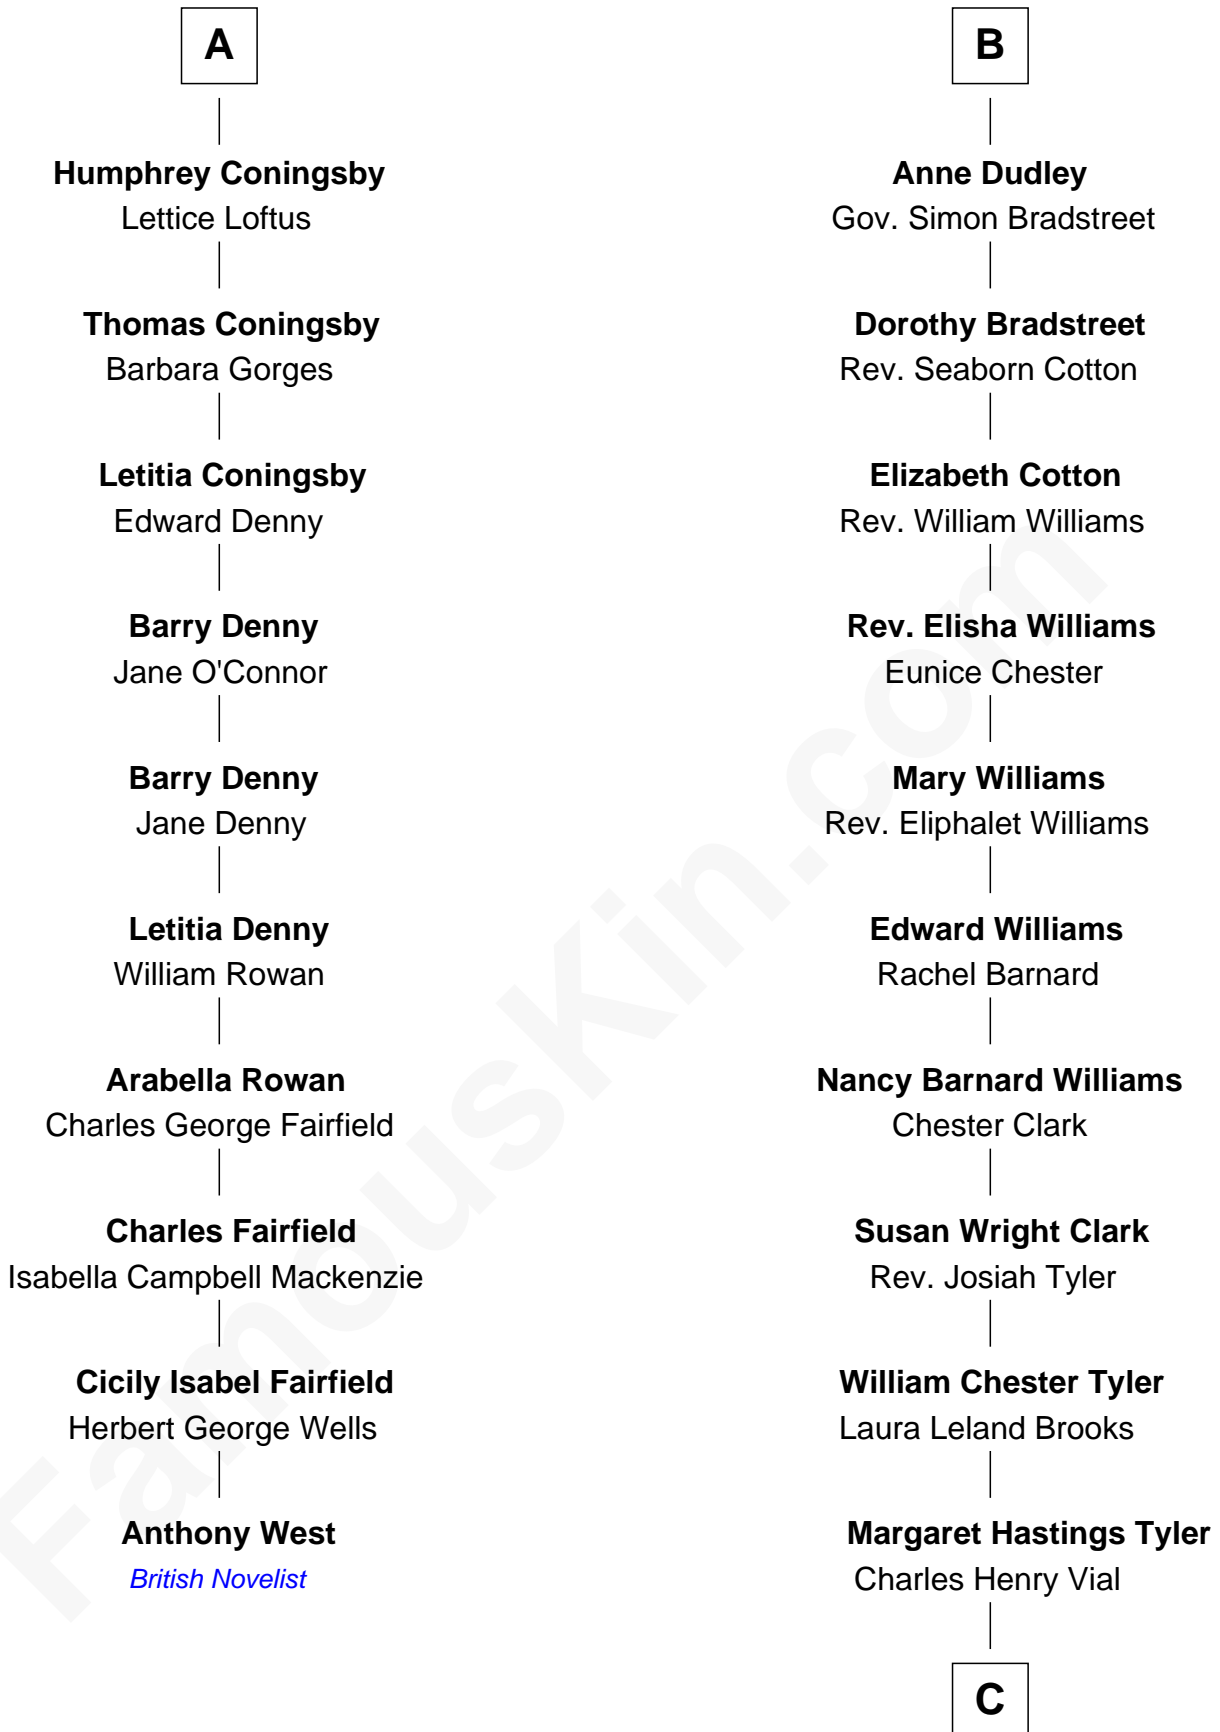 A
Humphrey Coningsby
Lettice Loftus
Thomas Coningsby
Barbara Gorges
Letitia Coningsby
Edward Denny
Barry Denny
Jane O'Connor
Barry Denny
Jane Denny
Letitia Denny
William Rowan
Arabella Rowan
Charles George Fairfield
Charles Fairfield
Isabella Campbell Mackenzie
Cicily Isabel Fairfield
Herbert George Wells
Anthony West
British Novelist
B
Anne Dudley
Gov. Simon Bradstreet
Dorothy Bradstreet
Rev. Seaborn Cotton
Elizabeth Cotton
Rev. William Williams
Rev. Elisha Williams
Eunice Chester
Mary Williams
Rev. Eliphalet Williams
Edward Williams
Rachel Barnard
Nancy Barnard Williams
Chester Clark
Susan Wright Clark
Rev. Josiah Tyler
William Chester Tyler
Laura Leland Brooks
Margaret Hastings Tyler
Charles Henry Vial
C
FamousKin.com